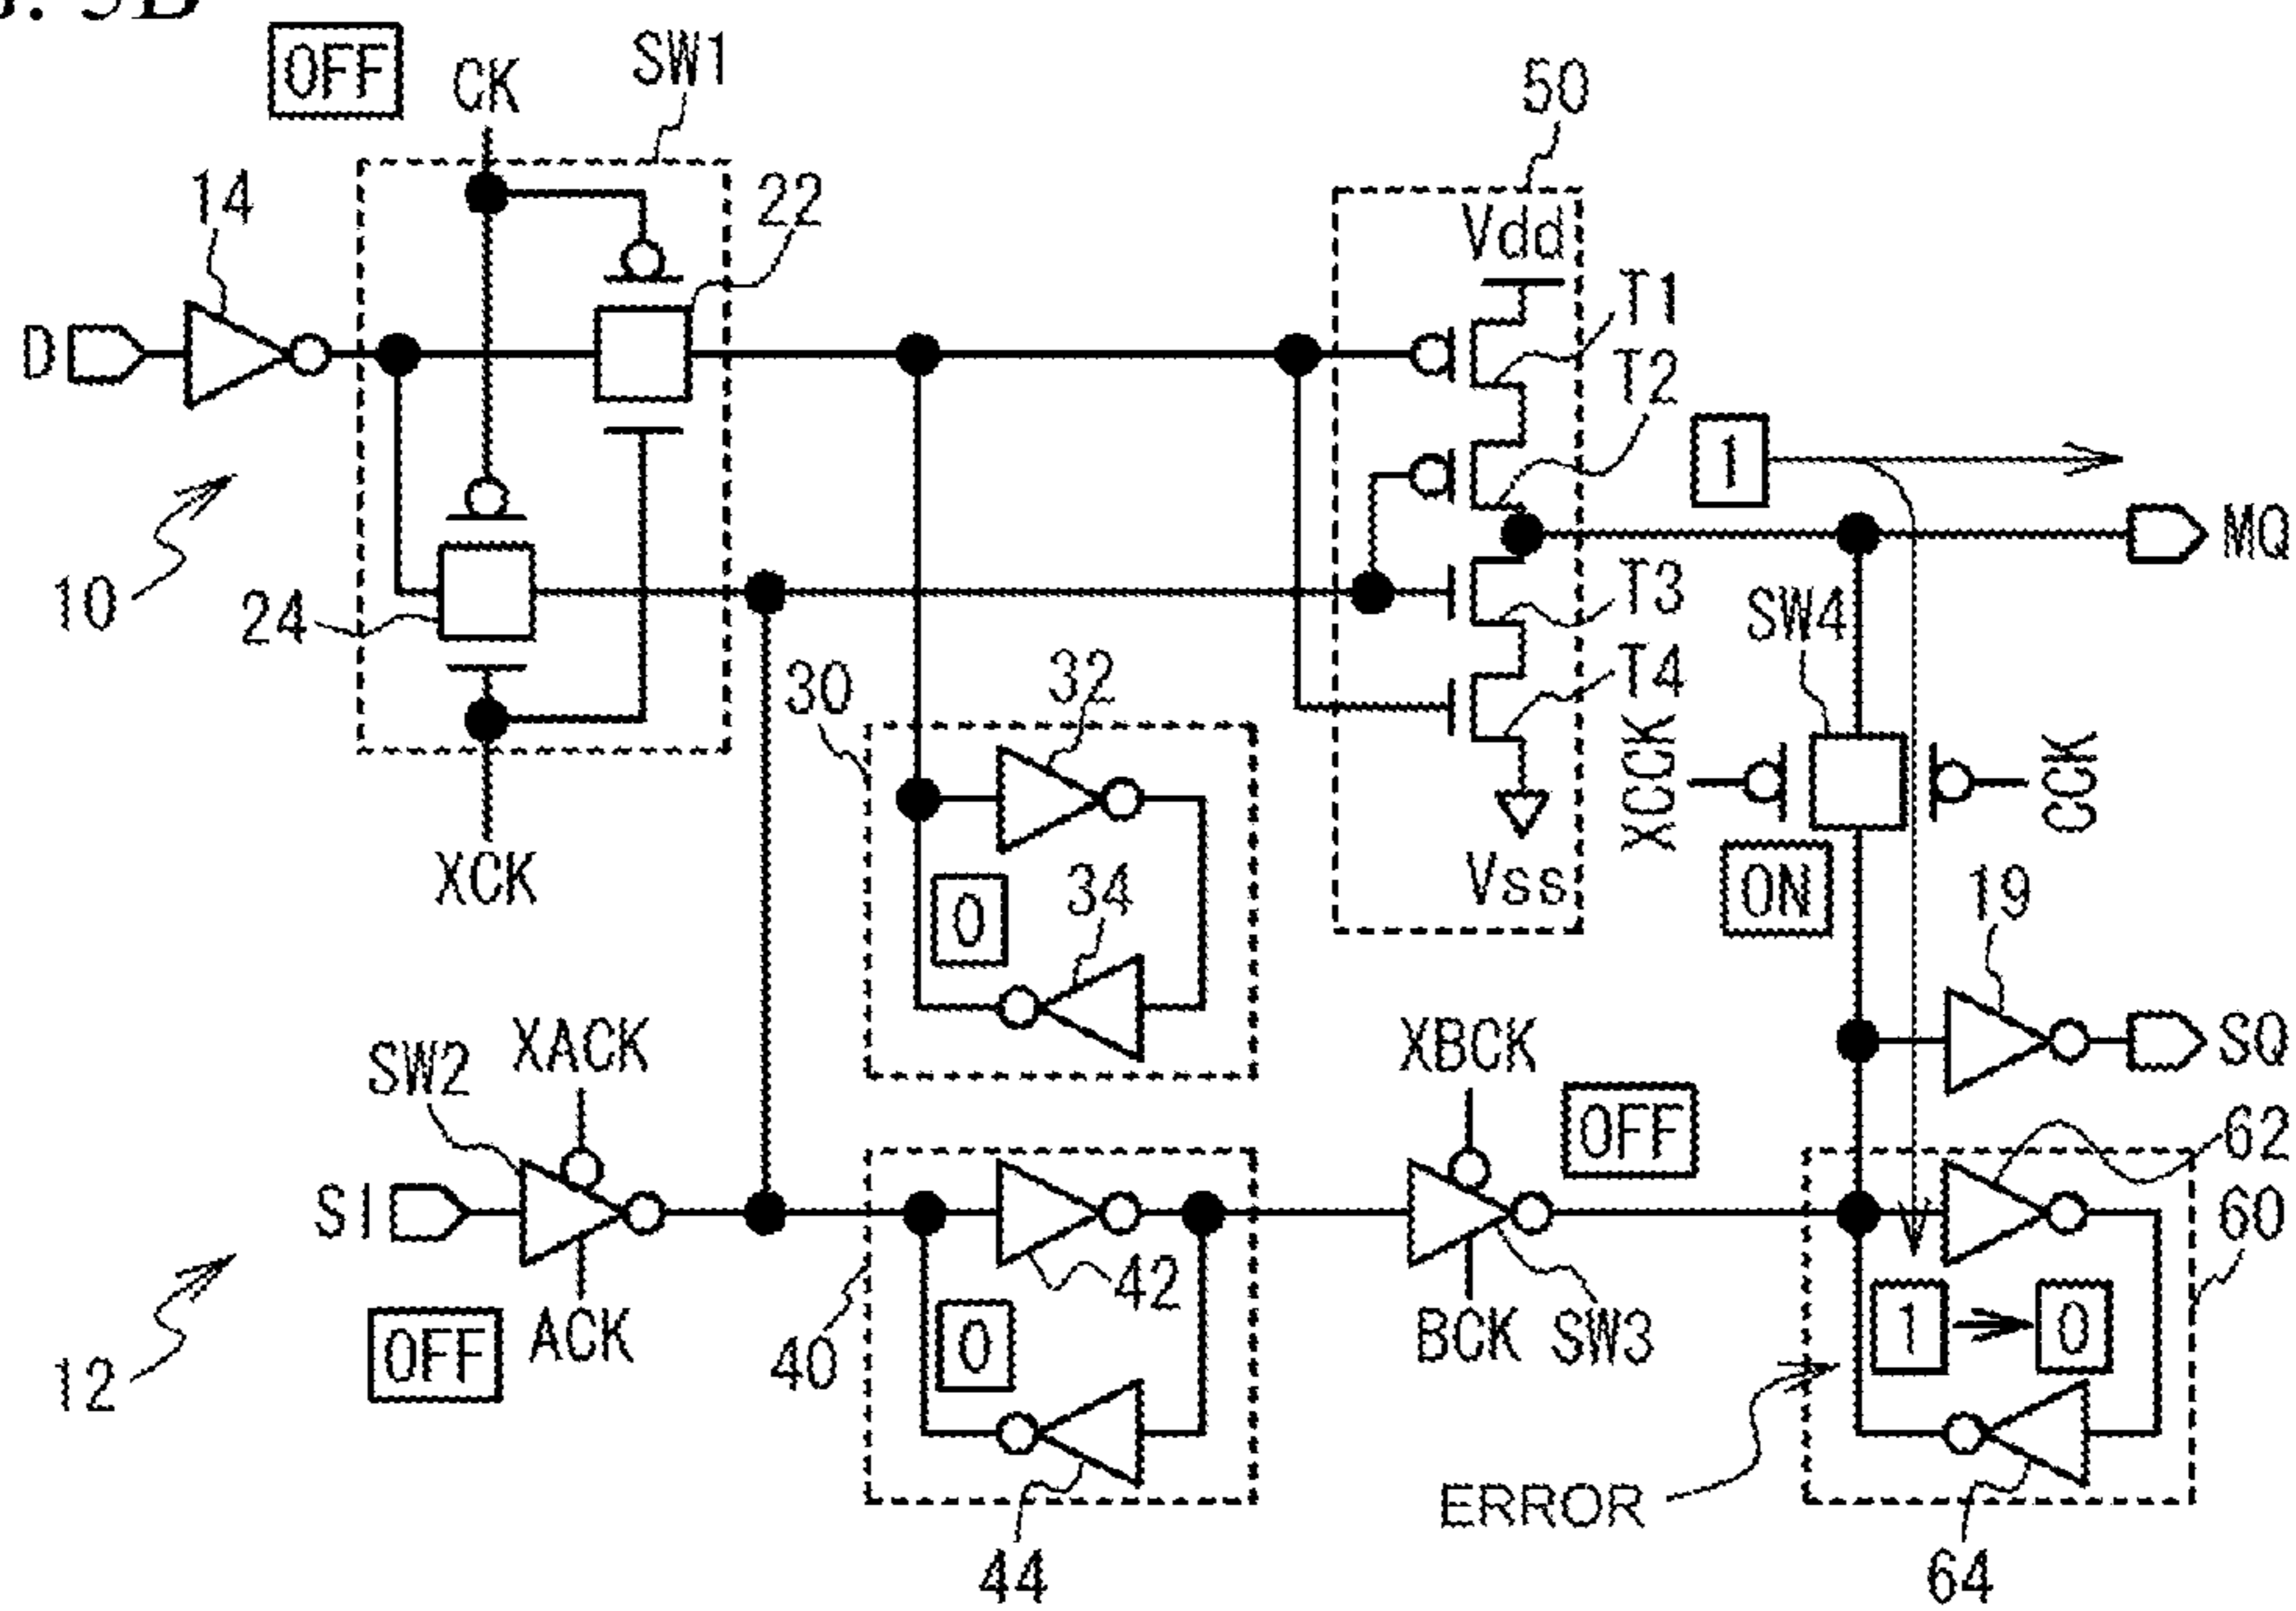 5B
OFF
CK
SW1
50
14
22
Vdd
T1
D
T2
1
MQ
10
24
T3
SW4
30
32
T4
XCCK
CCK
XCK
0
34
Vss
ON
19
SW2
XACK
XBCK
SQ
OFF
62
SI
60
42
12
OFF
ACK
40
0
BCK
SW3
1
0
ERROR
44
64